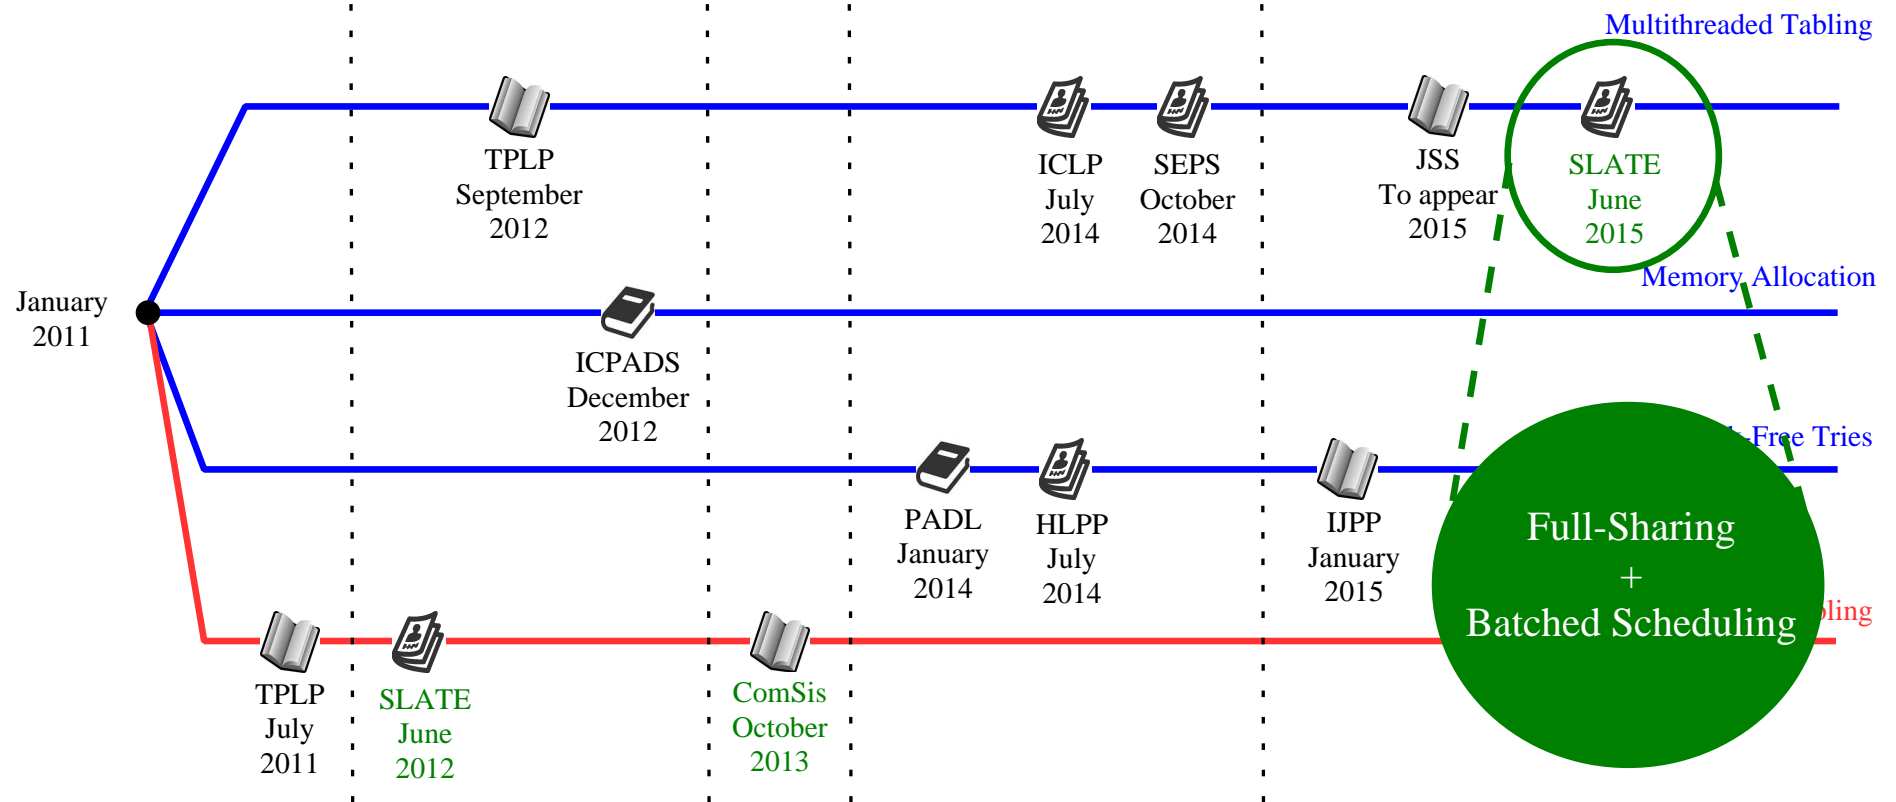 Multithreaded Tabling
TPLP
September
2012
ICLP
July
2014
SEPS
October
2014
JSS
To appear
2015
SLATE
June
2015
January
2011
Memory Allocation
ICPADS
December
2012
-Free Tries
PADL
January
2014
HLPP
July
2014
IJPP
January
2015
Full-Sharing
+
Batched Scheduling
TPLP
July
2011
SLATE
June
2012
ComSis
October
2013